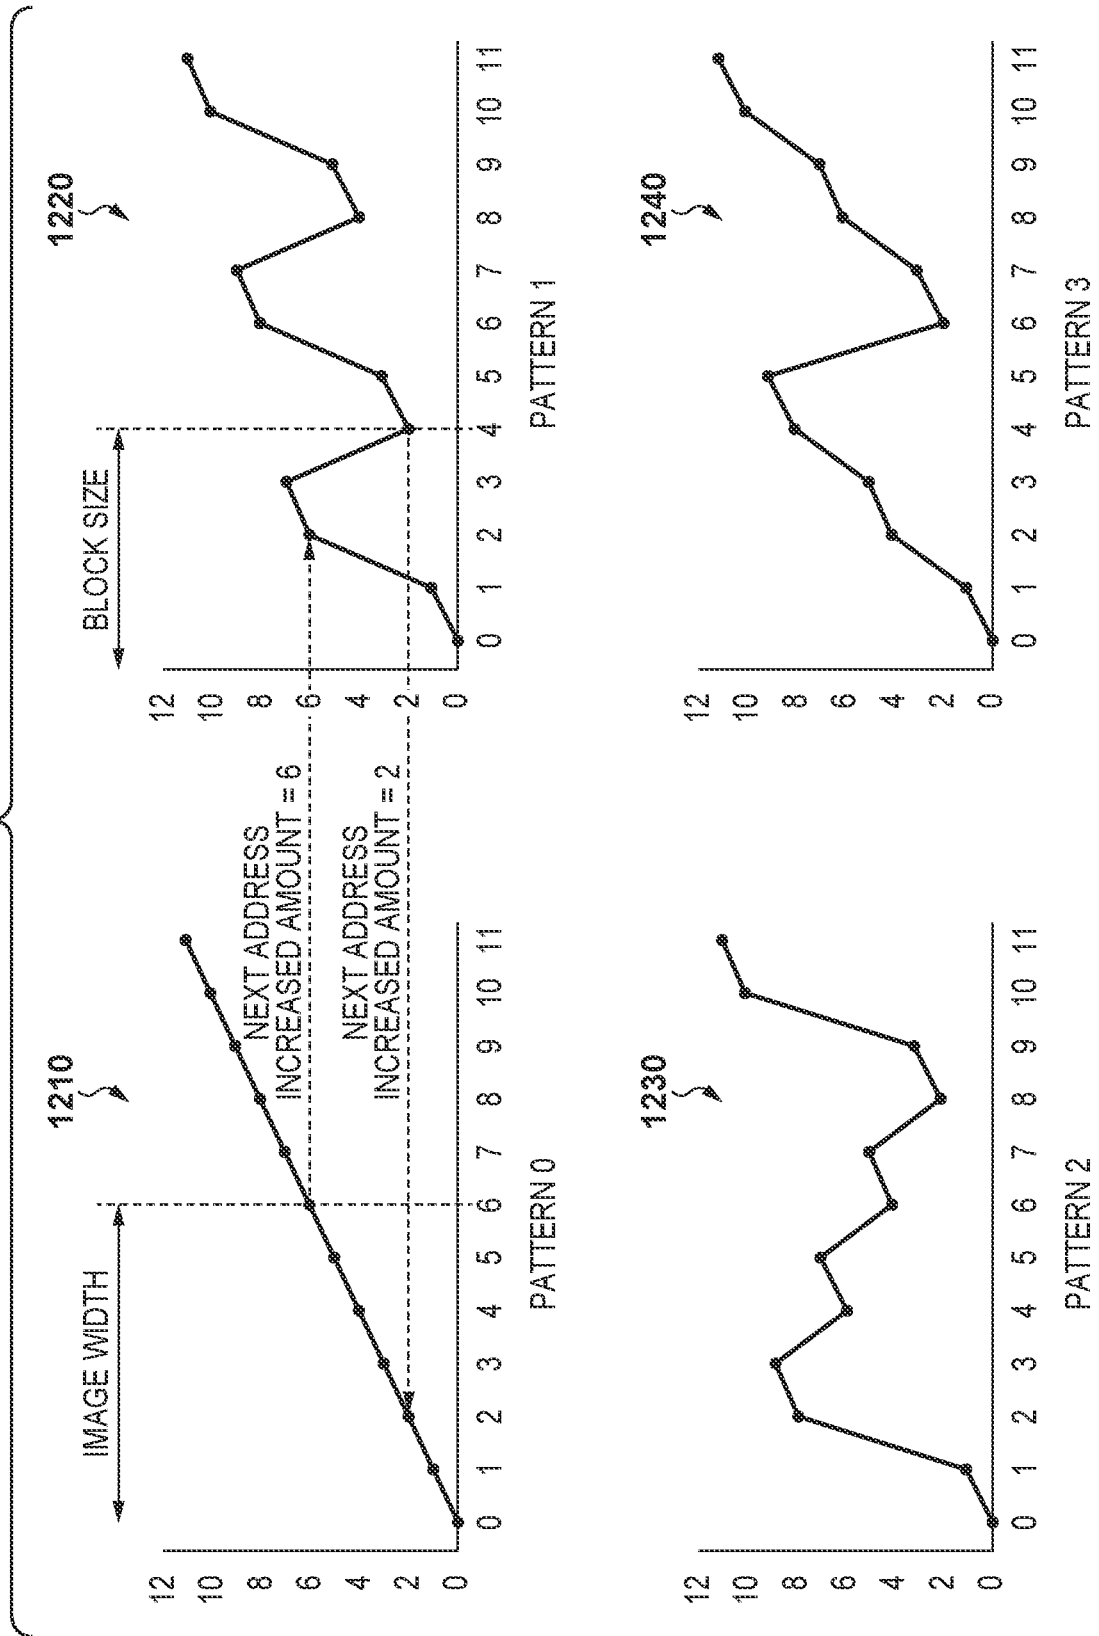 1210
IMAGE WIDTH
12
10
8
6
4
2
0
0 1 2 3 4 5 6 7 8 9 10 11
PATTERN 0
NEXT ADDRESS
INCREASED AMOUNT = 6
NEXT ADDRESS
INCREASED AMOUNT = 2
1220
BLOCK SIZE
12
10
8
6
4
2
0
0 1 2 3 4 5 6 7 8 9 10 11
PATTERN 1
1230
12
10
8
6
4
2
0
0 1 2 3 4 5 6 7 8 9 10 11
PATTERN 2
1240
12
10
8
6
4
2
0
0 1 2 3 4 5 6 7 8 9 10 11
PATTERN 3